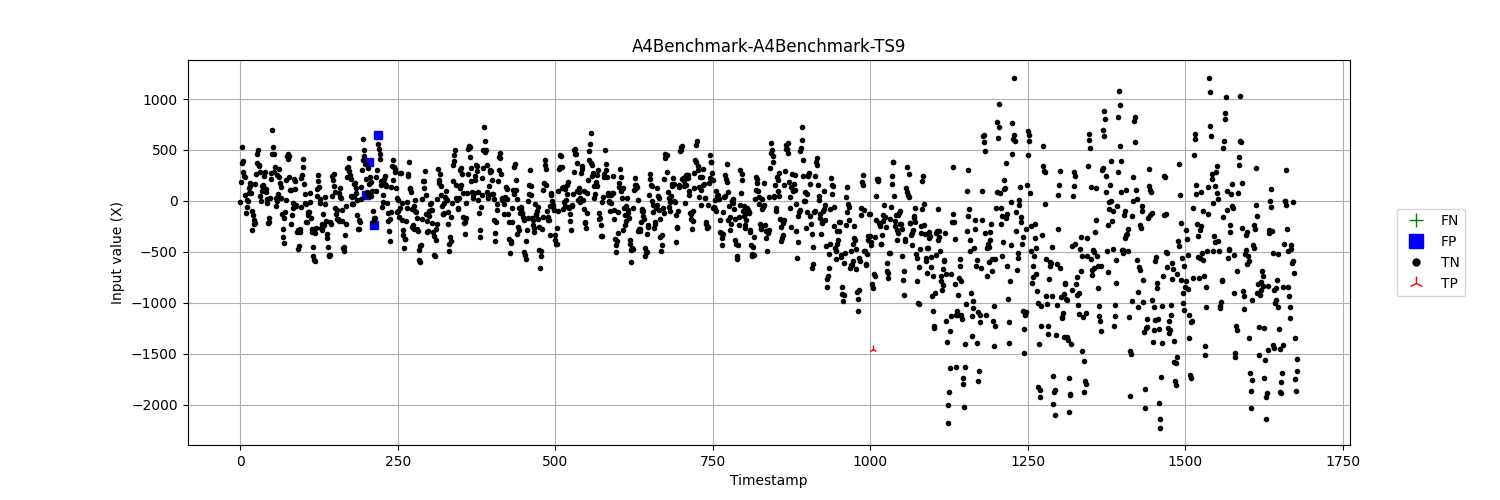 A4Benchmark-A4Benchmark-TS9
1000
500
0
−500
−1000
−1500
−2000
Input value (X)
0 250 500 750 1000 1250 1500 1750
Timestamp
FN
FP
TN
TP